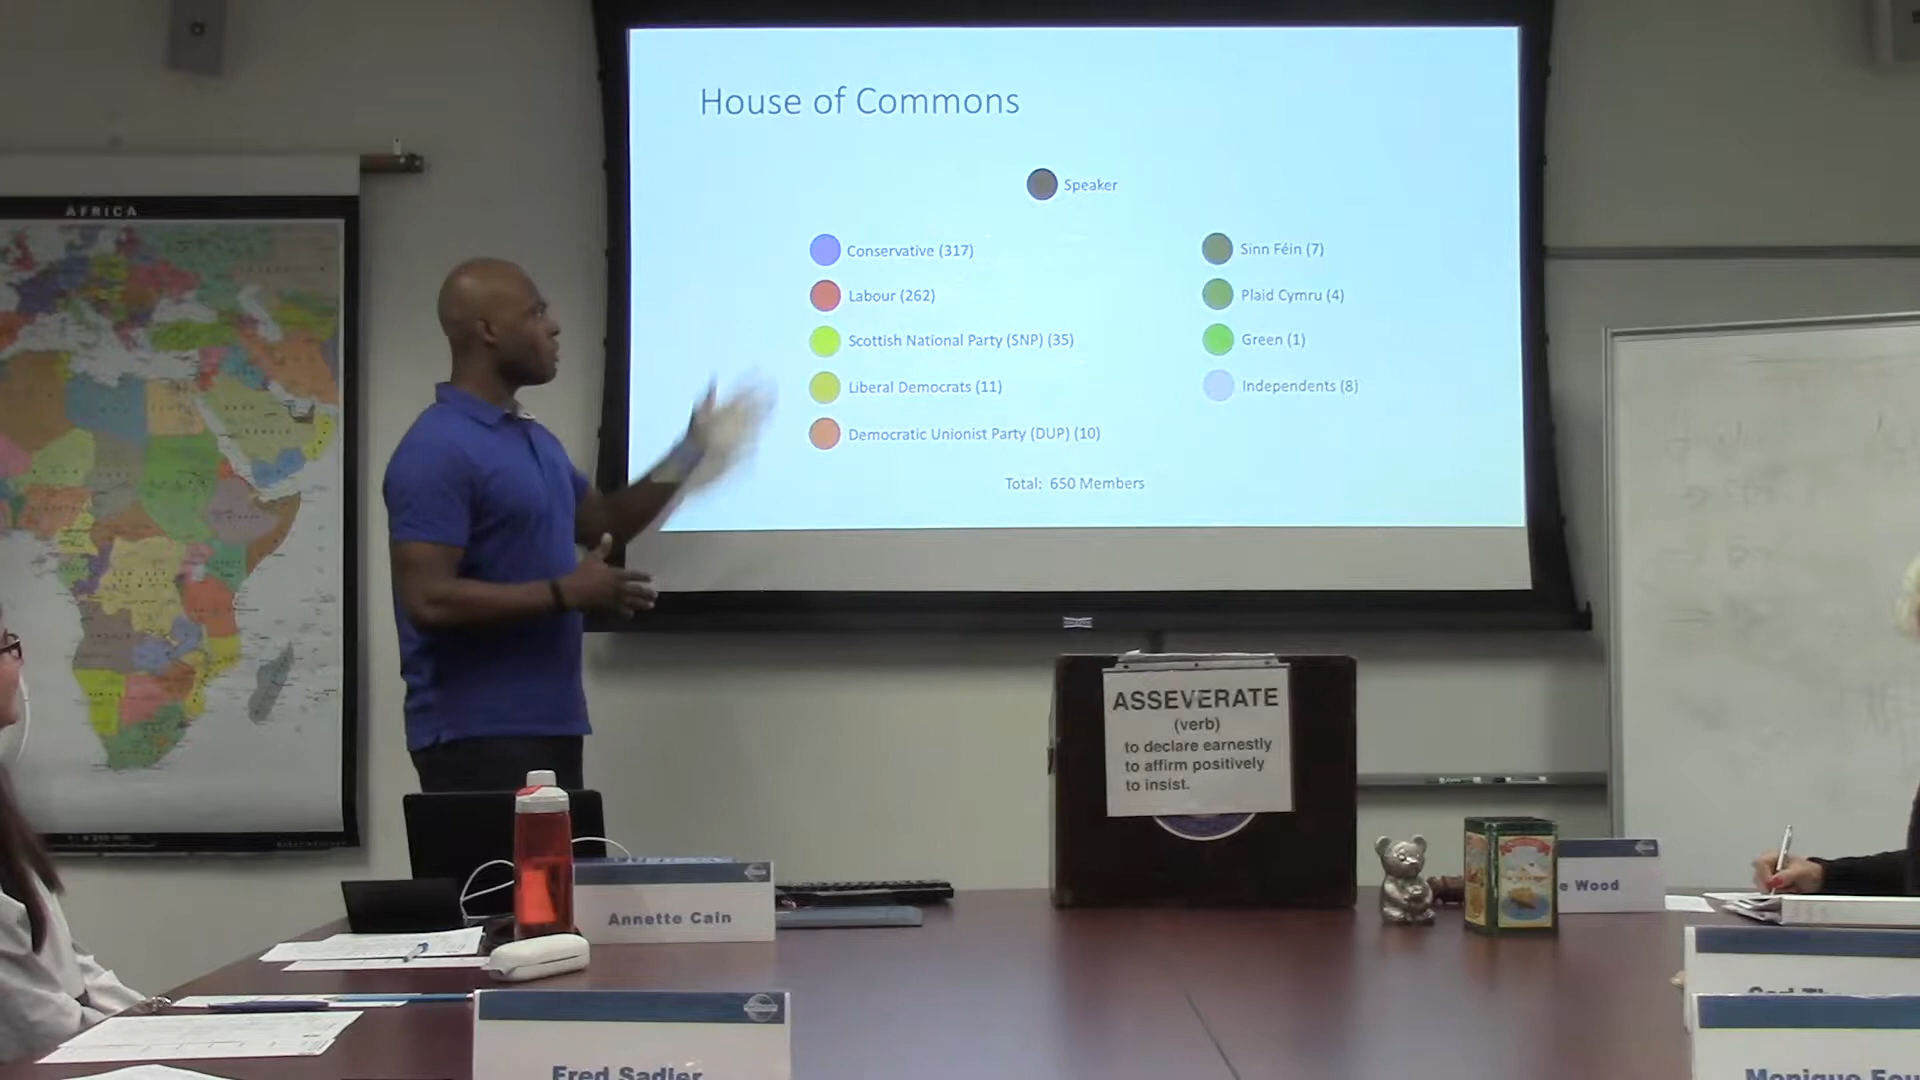 AFRICA
House of Commons
Speaker
Conservative (317)
Labour (262)
Scottish National Party (SNP) (35)
Liberal Democrats (11)
Democratic Unionist Party (DUP) (10)
Sinn Féin (7)
Plaid Cymru (4)
Green (1)
Independents (8)
Total: 650 Members
ASSEVERATE
(verb)
to declare earnestly
to affirm positively
to insist.
e Wood
Annette Cain
Fred Sadler
Monique